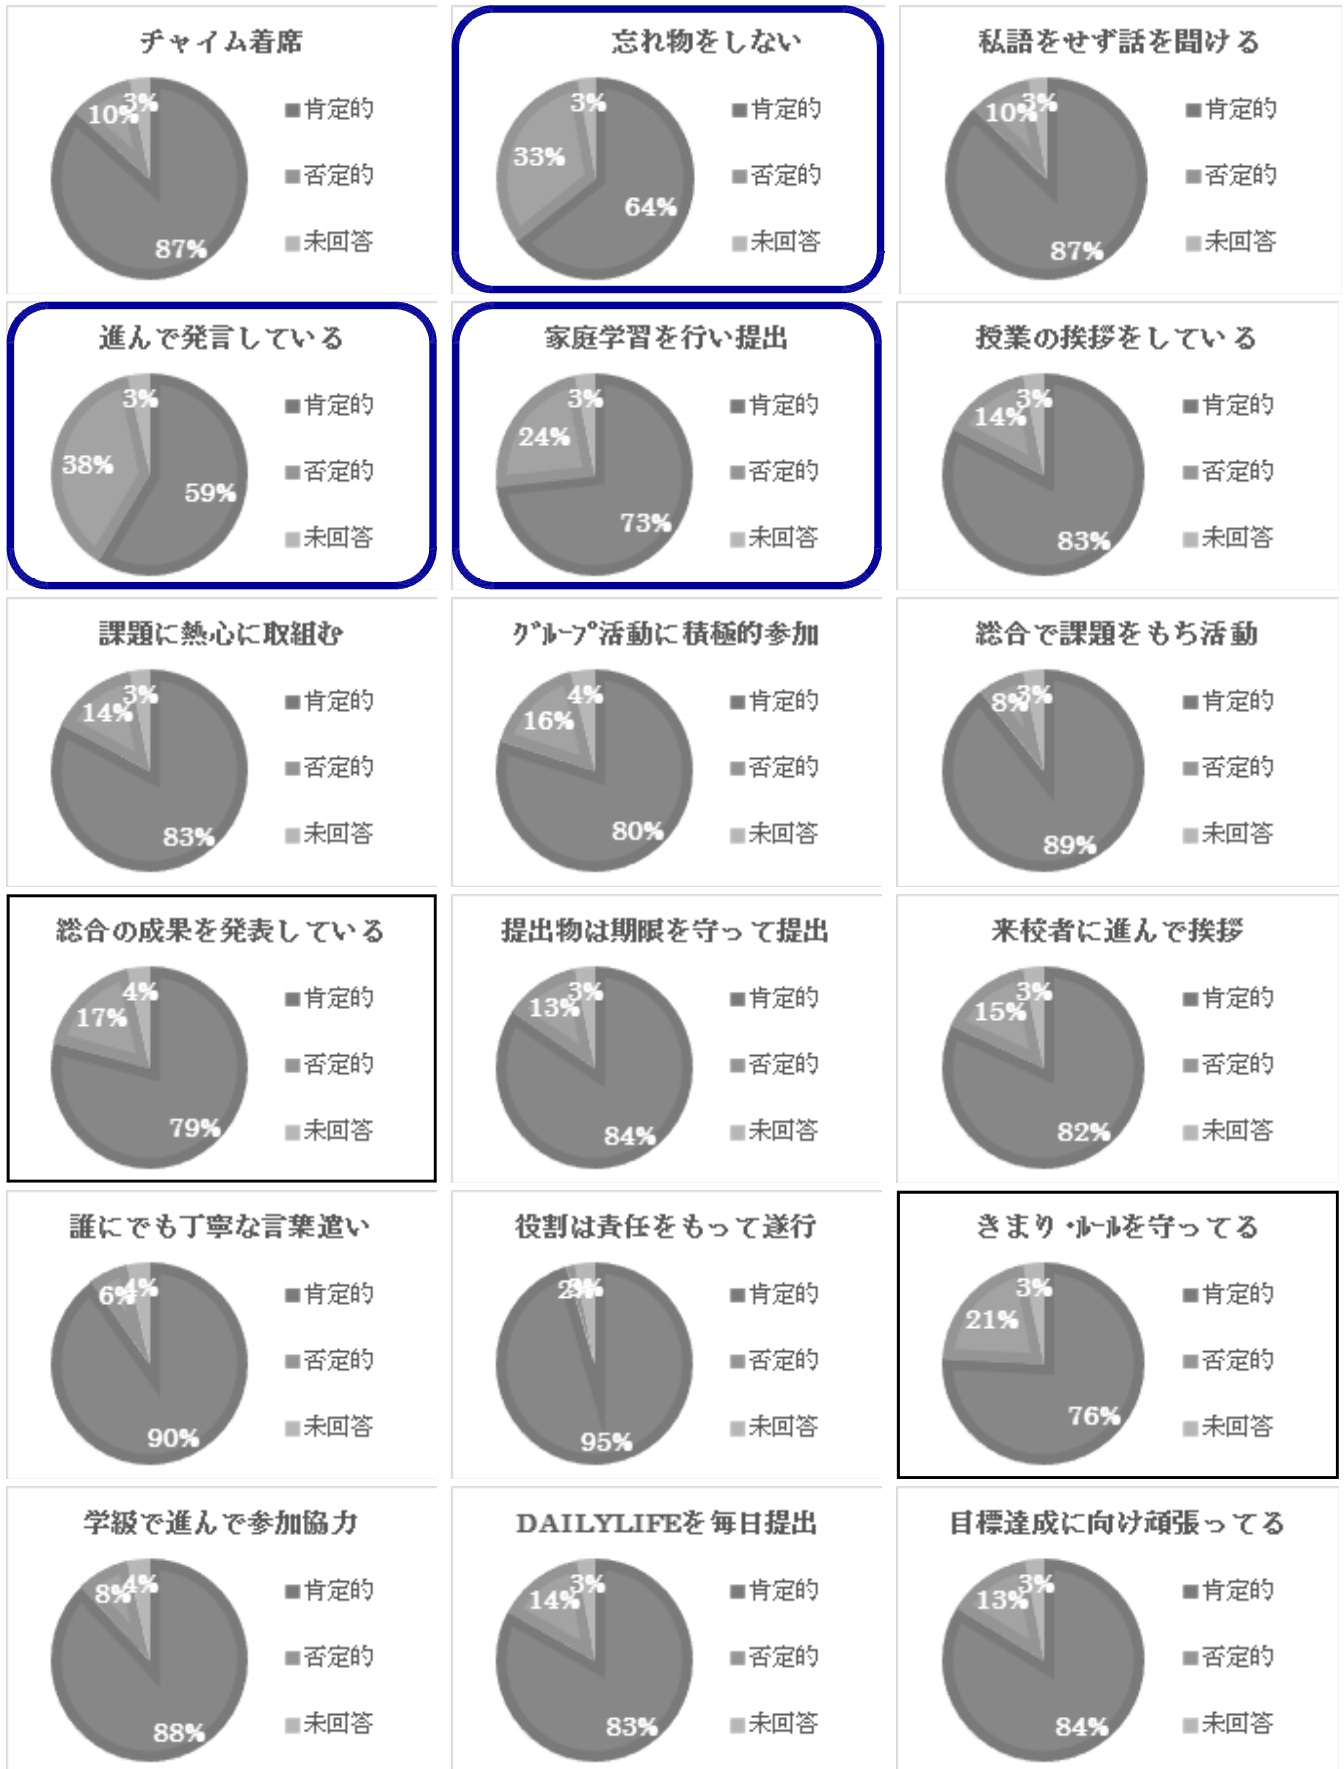 チャイム着席
10%
3%
87%
肯定的
否定的
未回答
忘れ物をしない
3%
33%
64%
肯定的
否定的
未回答
私語をせず話を聞ける
10%
3%
87%
肯定的
否定的
未回答
進んで発言している
3%
38%
59%
肯定的
否定的
未回答
家庭学習を行い提出
3%
24%
73%
肯定的
否定的
未回答
授業の挨拶をしている
14%
3%
83%
肯定的
否定的
未回答
課題に熱心に取組む
14%
3%
83%
肯定的
否定的
未回答
グループ活動に積極的参加
4%
16%
80%
肯定的
否定的
未回答
総合で課題をもち活動
8%
3%
89%
肯定的
否定的
未回答
総合の成果を発表している
4%
17%
79%
肯定的
否定的
未回答
提出物は期限を守って提出
13%
3%
84%
肯定的
否定的
未回答
来校者に進んで挨拶
15%
3%
82%
肯定的
否定的
未回答
誰にでも丁寧な言葉遣い
6%
4%
90%
肯定的
否定的
未回答
役割は責任をもって遂行
2%
3%
95%
肯定的
否定的
未回答
きまり・ルールを守ってる
3%
21%
76%
肯定的
否定的
未回答
学級で進んで参加協力
8%
4%
88%
肯定的
否定的
未回答
DAILYLIFEを毎日提出
14%
3%
83%
肯定的
否定的
未回答
目標達成に向け頑張ってる
13%
3%
84%
肯定的
否定的
未回答